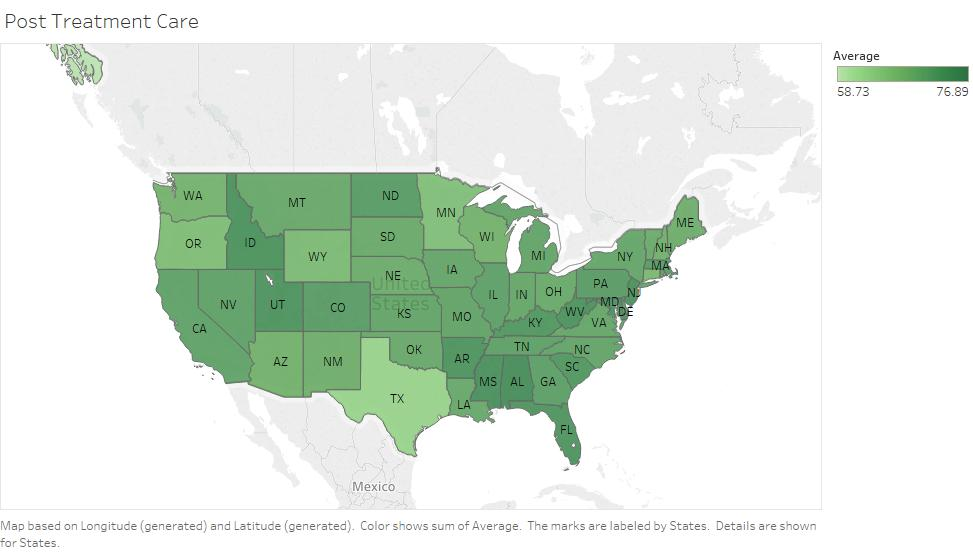 Post Treatment Care
Average
58.73 76.89
WA MT ND MN ME
OR ID SD WI MI NY NH
WY IA MA
NE PA NJ
NV UT CO United IL IN OH MD
States WV DE
CA KS MO KY VA
AZ NM OK TN NC
AR SC
TX MS AL GA
LA
FL
Mexico
Map based on Longitude (generated) and Latitude (generated). Color shows sum of Average. The marks are labeled by States. Details are shown
for States.